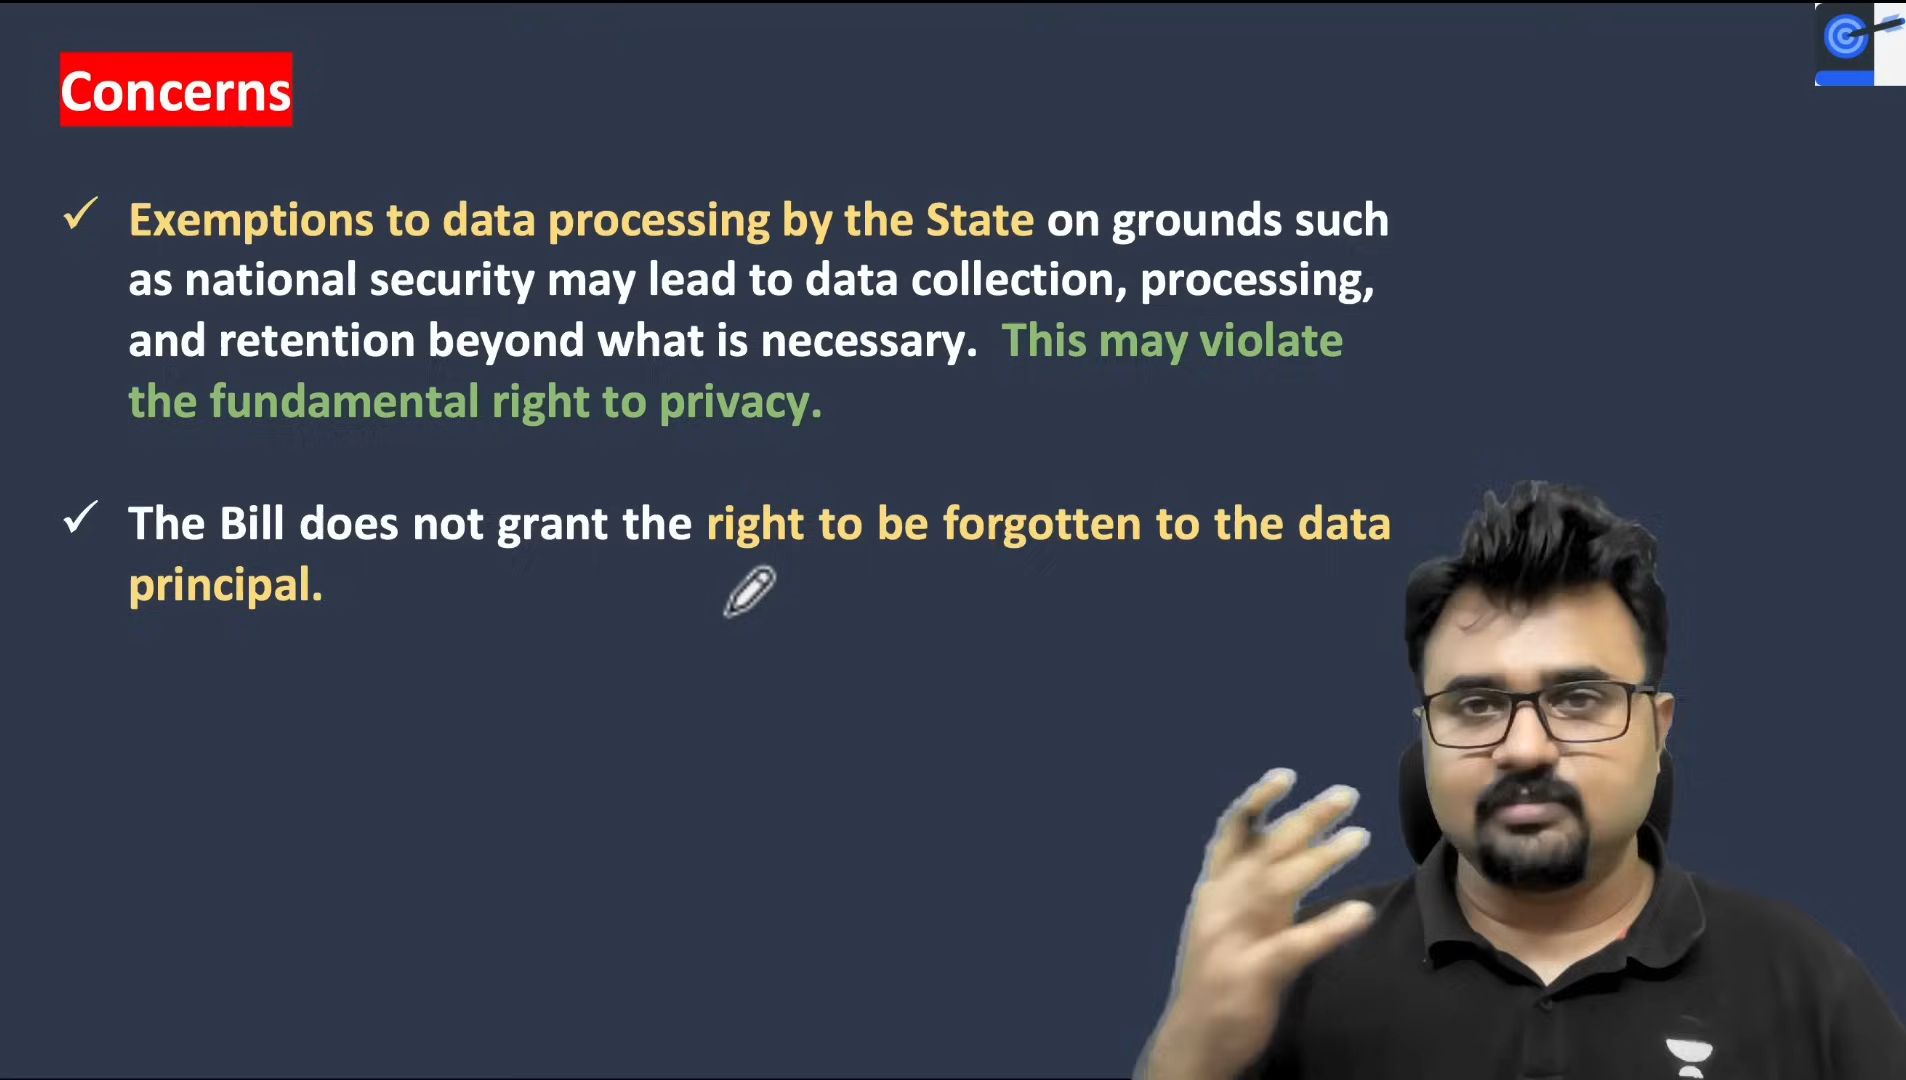 Concerns
✓ Exemptions to data processing by the State on grounds such
as national security may lead to data collection, processing,
and retention beyond what is necessary. This may violate
the fundamental right to privacy.
✓ The Bill does not grant the right to be forgotten to the data
principal.